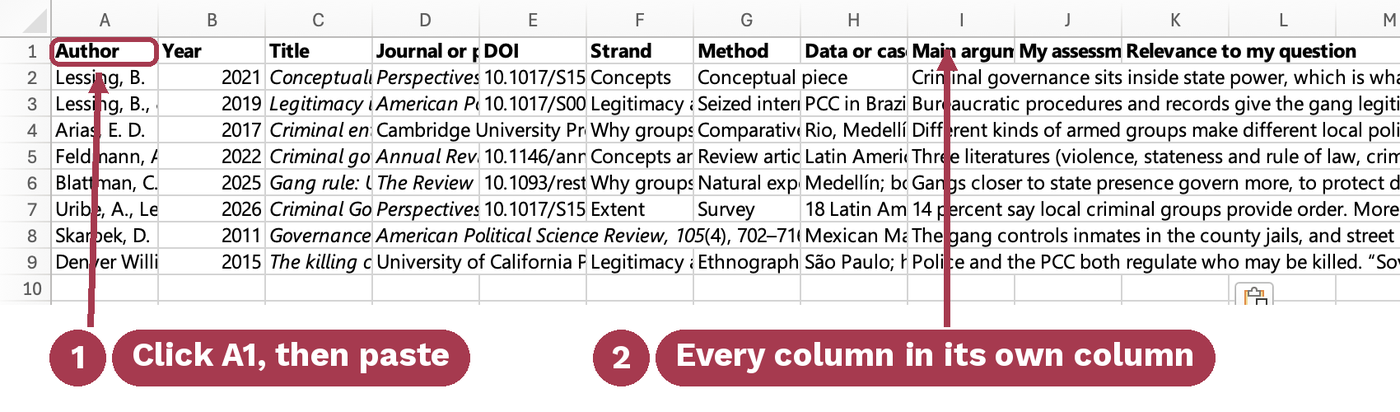 A B C D E F G H I J K L M
1 Author Year Title Journal or p DOI Strand Method Data or cas Main argum My assessm Relevance to my question
2 Lessing, B. 2021 Conceptuali Perspectives 10.1017/S15 Concepts Conceptual piece Criminal governance sits inside state power, which is wha
3 Lessing, B., 2019 Legitimacy i American Po 10.1017/S00 Legitimacy a Seized inter PCC in Brazi Bureaucratic procedures and records give the gang legiti
4 Arias, E. D. 2017 Criminal en Cambridge University Pr Why groups Comparative Rio, Medellí Different kinds of armed groups make different local poli
5 Feldmann, A 2022 Criminal go Annual Rev 10.1146/ann Concepts an Review artic Latin Americ Three literatures (violence, stateness and rule of law, crim
6 Blattman, C. 2025 Gang rule: U The Review 10.1093/rest Why groups Natural exp Medellín; bo Gangs closer to state presence govern more, to protect d
7 Uribe, A., Le 2026 Criminal Go Perspectives 10.1017/S15 Extent Survey 18 Latin Am 14 percent say local criminal groups provide order. More
8 Skarbek, D. 2011 Governance American Political Science Review, 105(4), 702–716 Mexican Ma The gang controls inmates in the county jails, and street
9 Denver Willi 2015 The killing c University of California P Legitimacy a Ethnograph São Paulo; h Police and the PCC both regulate who may be killed. “Sov
10
1 Click A1, then paste
2 Every column in its own column